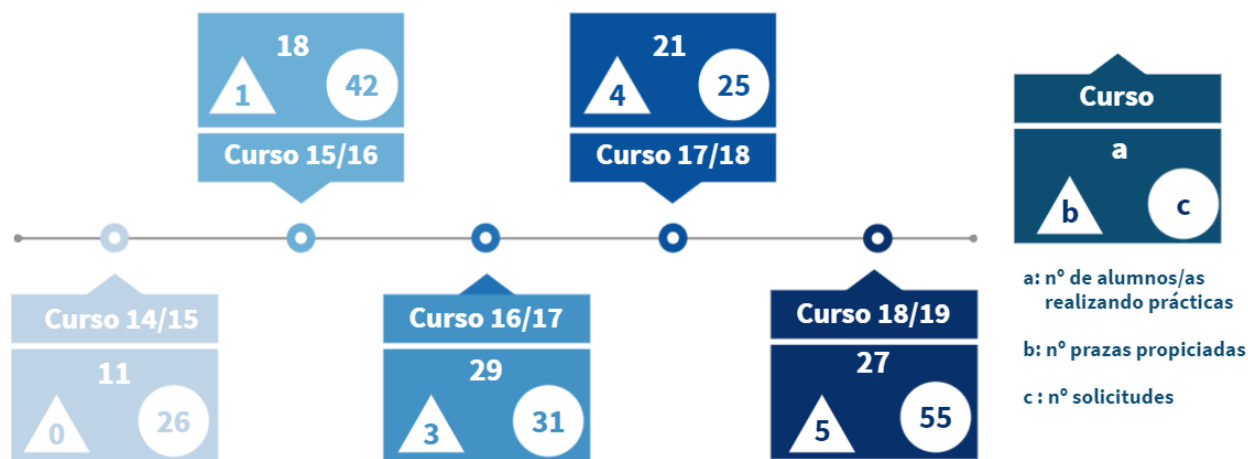 18
1
42
Curso 15/16
21
4
25
Curso 17/18
Curso
a
b
c
Curso 14/15
11
0
26
Curso 16/17
29
3
31
Curso 18/19
27
5
55
a: nº de alumnos/as
realizando prácticas
b: nº prazas propiciadas
c : nº solicitudes